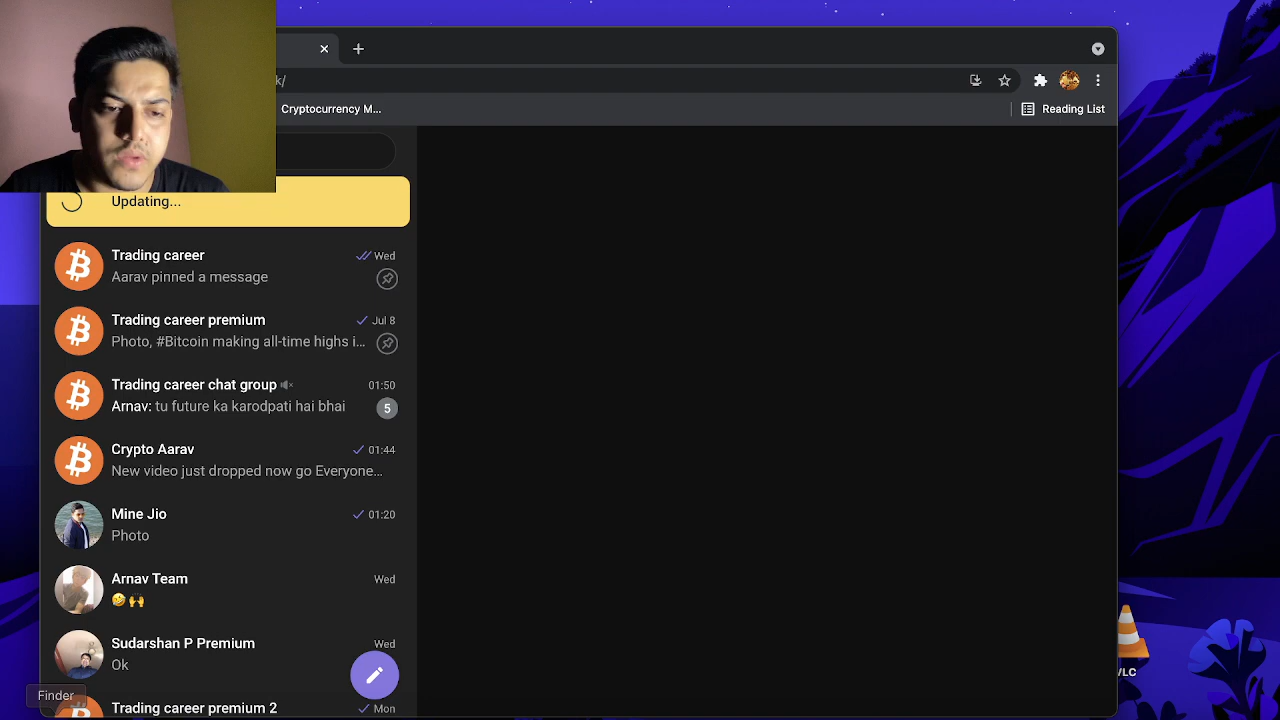 k/
Cryptocurrency M...
Reading List
Updating...
Trading career
Wed
Aarav pinned a message
Trading career premium
Jul 8
Photo, #Bitcoin making all-time highs i...
Trading career chat group
01:50
Arnav: tu future ka karodpati hai bhai
5
Crypto Aarav
01:44
New video just dropped now go Everyone...
Mine Jio
01:20
Photo
Arnav Team
Wed
🤣🙌
Sudarshan P Premium
Wed
Ok
VLC
Finder
Trading career premium 2
Mon